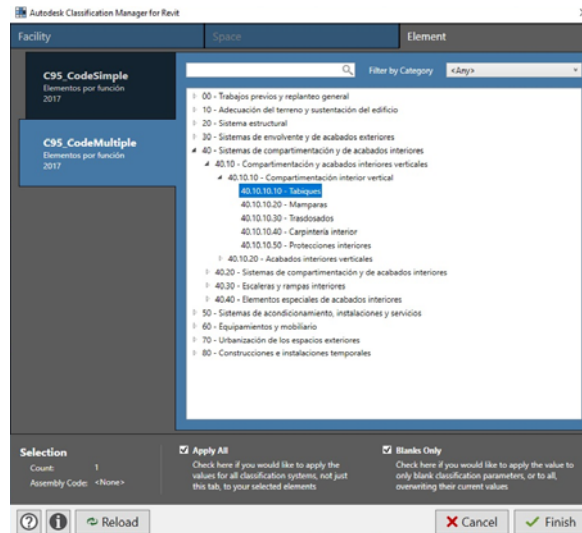 Autodesk Classification Manager for Revit
Facility
Space
Element
C95_CodeSimple
Elementos por función
2017
C95_CodeMultiple
Elementos por función
2017
Filter by Category
<Any>
00 - Trabajos previos y replanteo general
10 - Adecuación del terreno y sustentación del edificio
20 - Sistema estructural
30 - Sistemas de envolvente y de acabados exteriores
40 - Sistemas de compartimentación y de acabados interiores
40.10 - Compartimentación y acabados interiores verticales
40.10.10 - Compartimentación interior vertical
40.10.10.10 - Tabiques
40.10.10.20 - Mamparas
40.10.10.30 - Trasdosados
40.10.10.40 - Carpintería interior
40.10.10.50 - Protecciones interiores
40.10.20 - Acabados interiores verticales
40.20 - Sistemas de compartimentación y de acabados interiores
40.30 - Escaleras y rampas interiores
40.40 - Elementos especiales de acabados interiores
50 - Sistemas de acondicionamiento, instalaciones y servicios
60 - Equipamientos y mobiliario
70 - Urbanización de los espacios exteriores
80 - Construcciones e instalaciones temporales
Selection
Count: 1
Assembly Code: <None>
Apply All
Check here if you would like to apply the
values for all classification systems, not just
this tab, to your selected elements
Blanks Only
Check here if you would like to apply the value to
only blank classification parameters, or to all,
overwriting their current values
Reload
Cancel
Finish